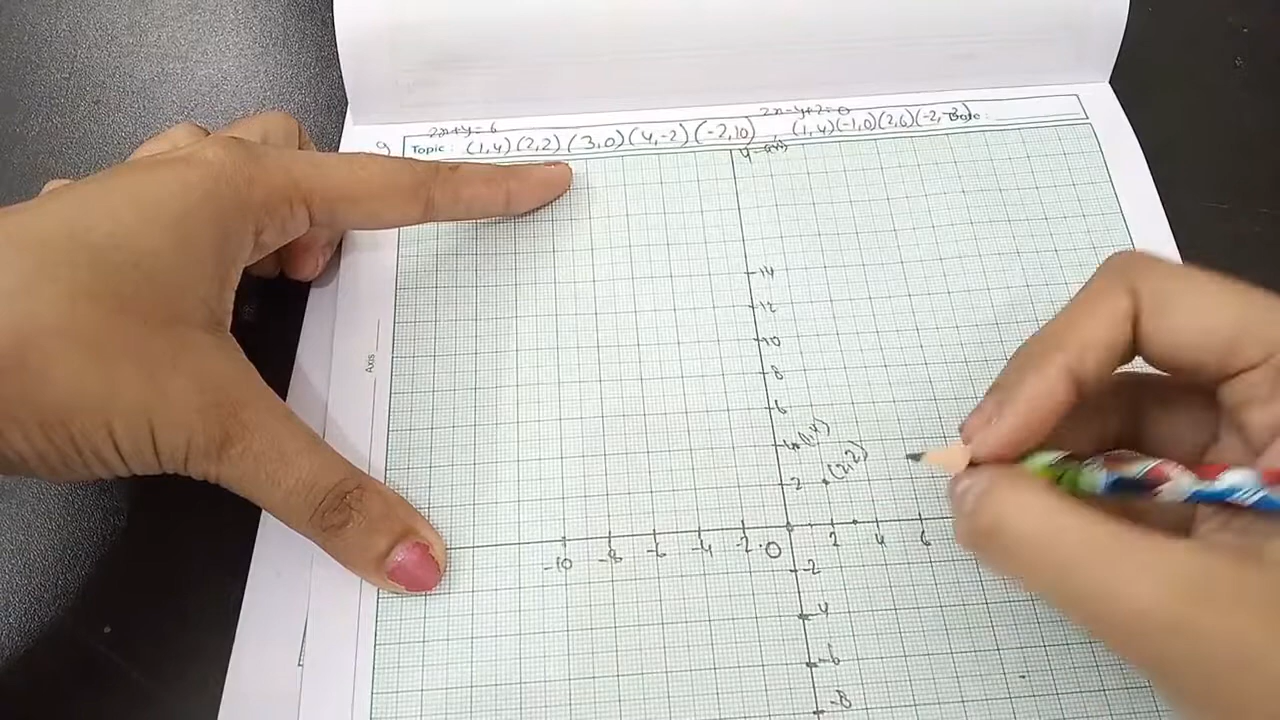 2x+y=6 2x-y+2=0
9 Topic : (1,4) (2,2) (3,0) (4,-2) (-2,10) , (1,4)(-1,0)(2,6)(-2,-2) Date :
y-axis
14
12
10
8
6
4 (1,4)
2 (2,2)
-10 -8 -6 -4 -2 0 2 4 6
-2
-4
-6
-8
Axis